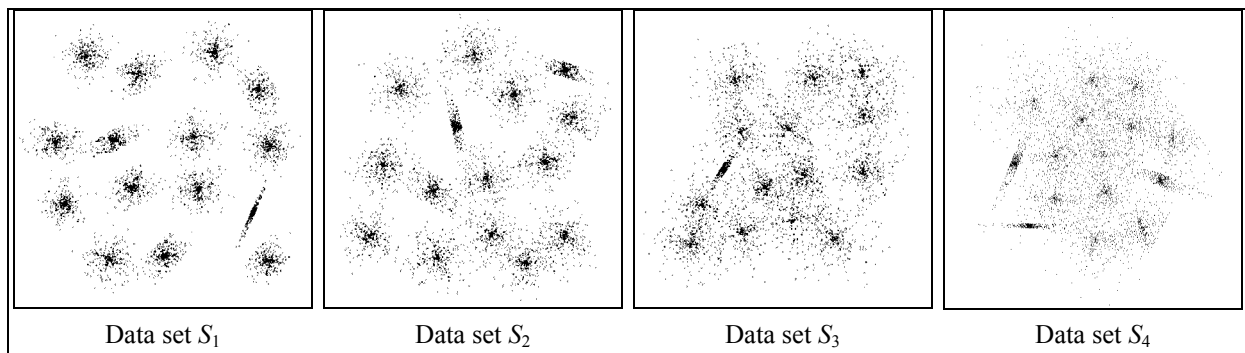 Data set S₁ Data set S₂ Data set S₃ Data set S₄